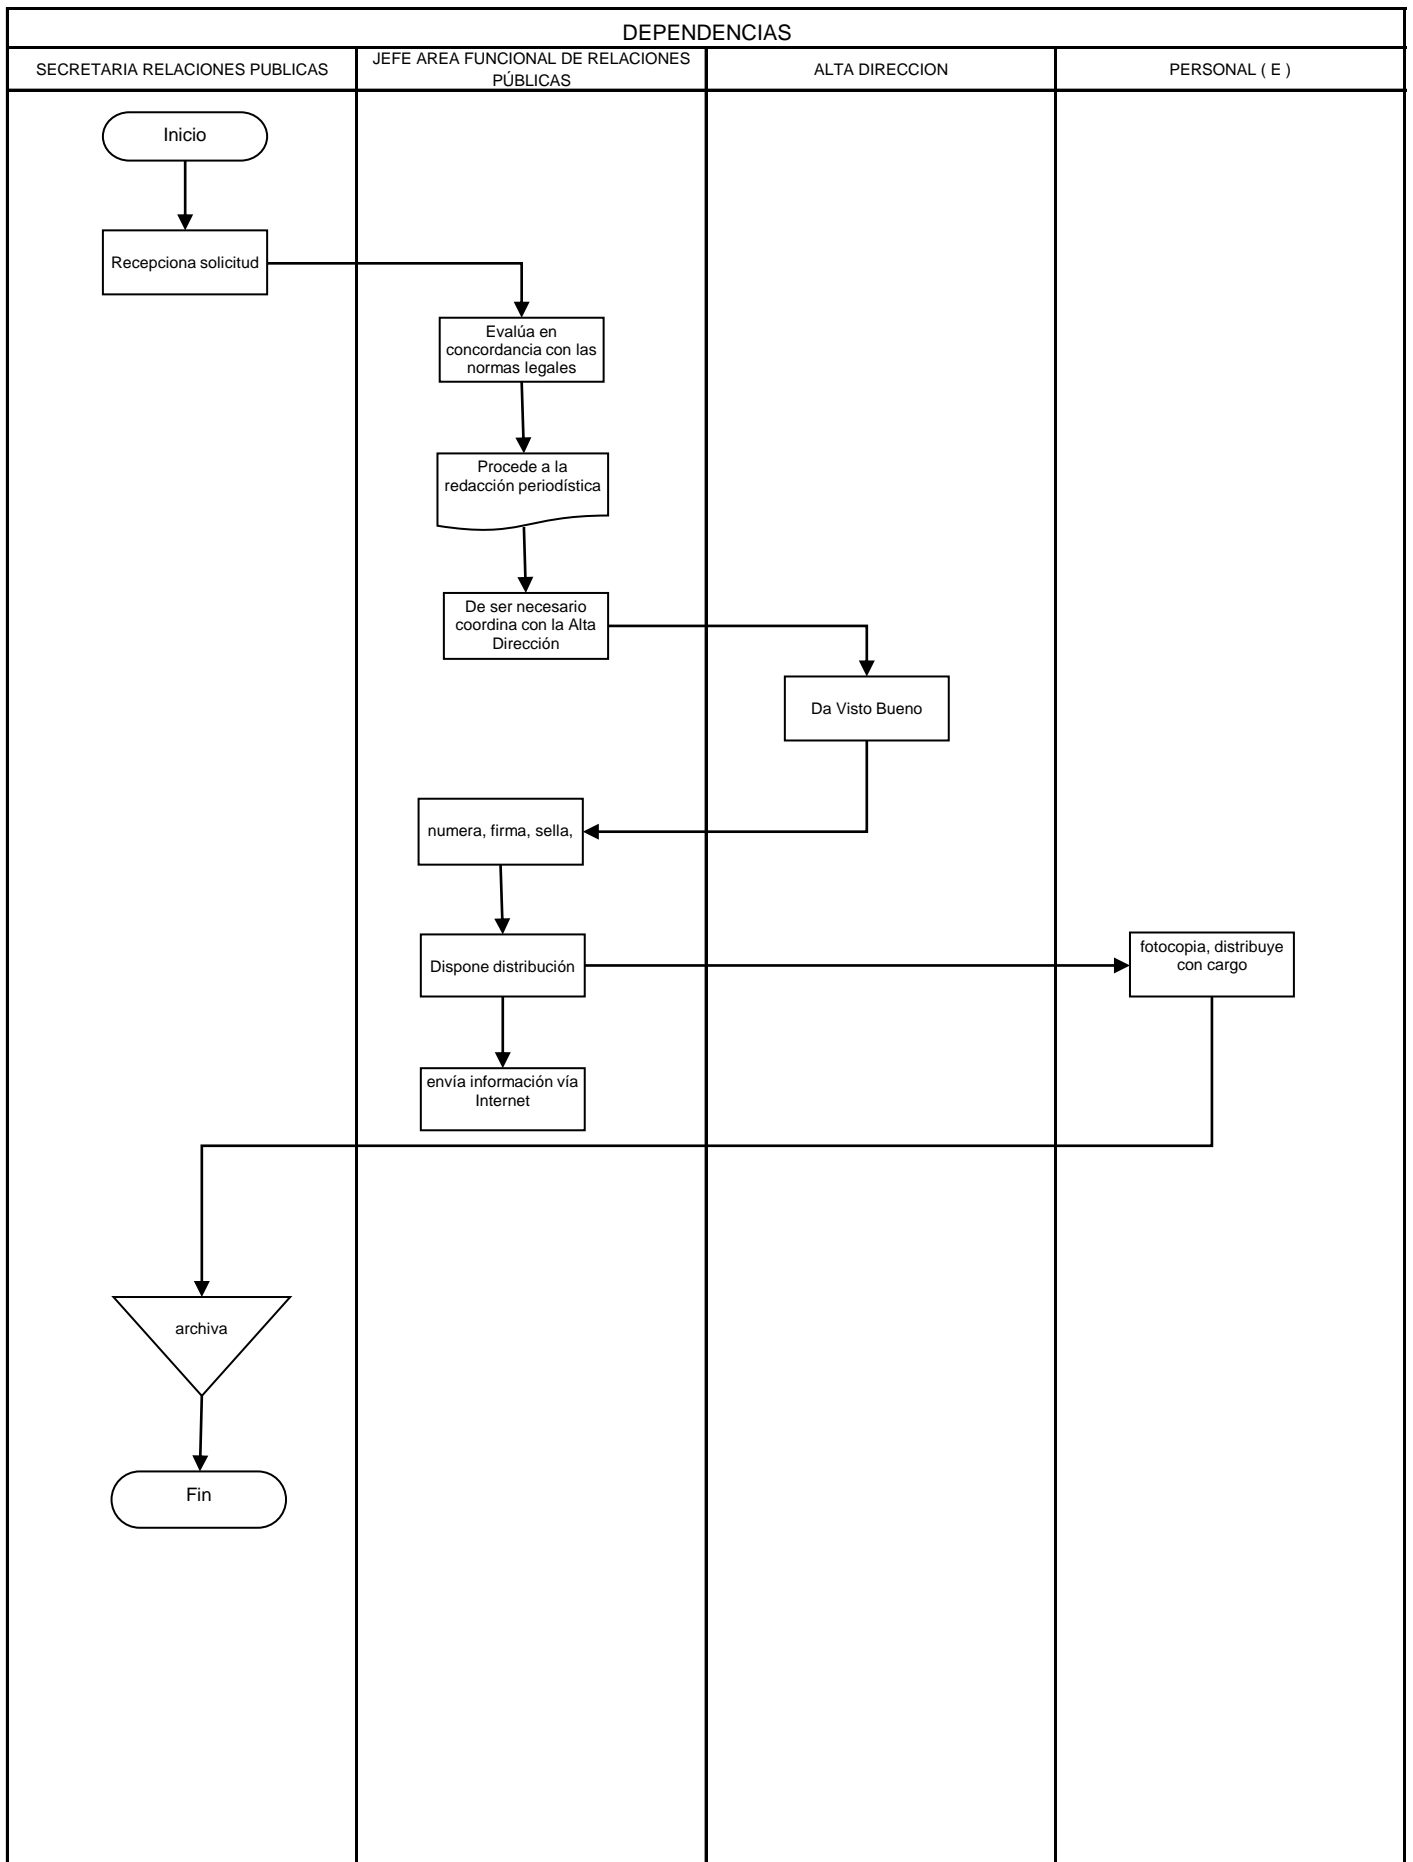 DEPENDENCIAS
SECRETARIA RELACIONES PUBLICAS
JEFE AREA FUNCIONAL DE RELACIONES
PÚBLICAS
ALTA DIRECCION
PERSONAL ( E )
Inicio
Recepciona solicitud
Evalúa en
concordancia con las
normas legales
Procede a la
redacción periodística
De ser necesario
coordina con la Alta
Dirección
Da Visto Bueno
numera, firma, sella,
Dispone distribución
fotocopia, distribuye
con cargo
envía información vía
Internet
archiva
Fin